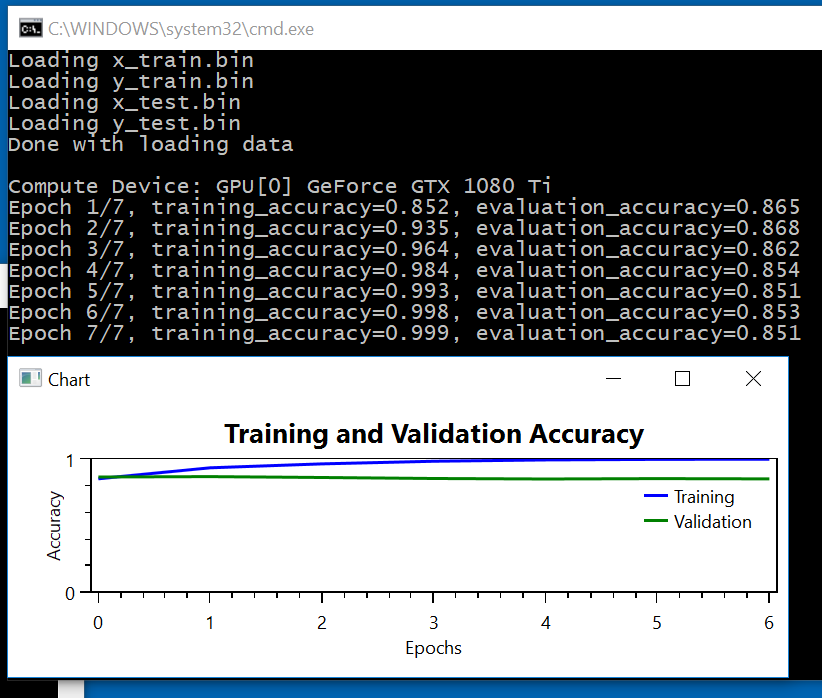 C:\WINDOWS\system32\cmd.exe
Loading x_train.bin
Loading y_train.bin
Loading x_test.bin
Loading y_test.bin
Done with loading data
Compute Device: GPU[0] GeForce GTX 1080 Ti
Epoch 1/7, training_accuracy=0.852, evaluation_accuracy=0.865
Epoch 2/7, training_accuracy=0.935, evaluation_accuracy=0.868
Epoch 3/7, training_accuracy=0.964, evaluation_accuracy=0.862
Epoch 4/7, training_accuracy=0.984, evaluation_accuracy=0.854
Epoch 5/7, training_accuracy=0.993, evaluation_accuracy=0.851
Epoch 6/7, training_accuracy=0.998, evaluation_accuracy=0.853
Epoch 7/7, training_accuracy=0.999, evaluation_accuracy=0.851
Chart
Training and Validation Accuracy
1
Accuracy
0
Training
Validation
0 1 2 3 4 5 6
Epochs